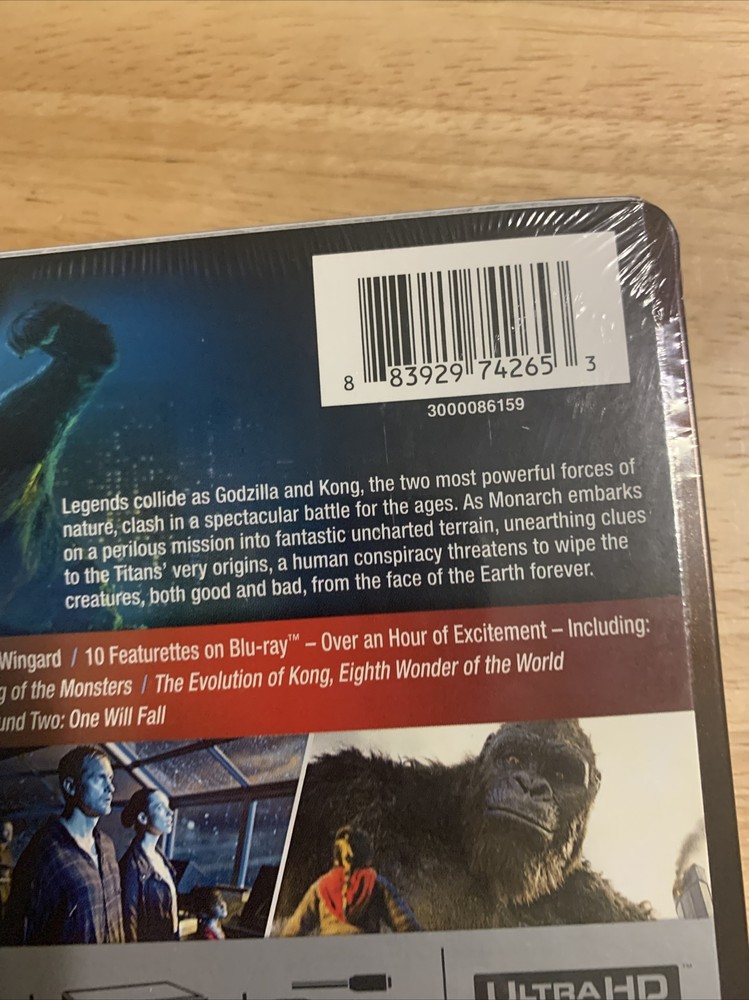 8 83929 74265 3
3000086159
Legends collide as Godzilla and Kong, the two most powerful forces of
nature, clash in a spectacular battle for the ages. As Monarch embarks
on a perilous mission into fantastic uncharted terrain, unearthing clues
to the Titans' very origins, a human conspiracy threatens to wipe the
creatures, both good and bad, from the face of the Earth forever.
Wingard / 10 Featurettes on Blu-ray™ – Over an Hour of Excitement – Including:
g of the Monsters / The Evolution of Kong, Eighth Wonder of the World
und Two: One Will Fall
ULTRA HD™